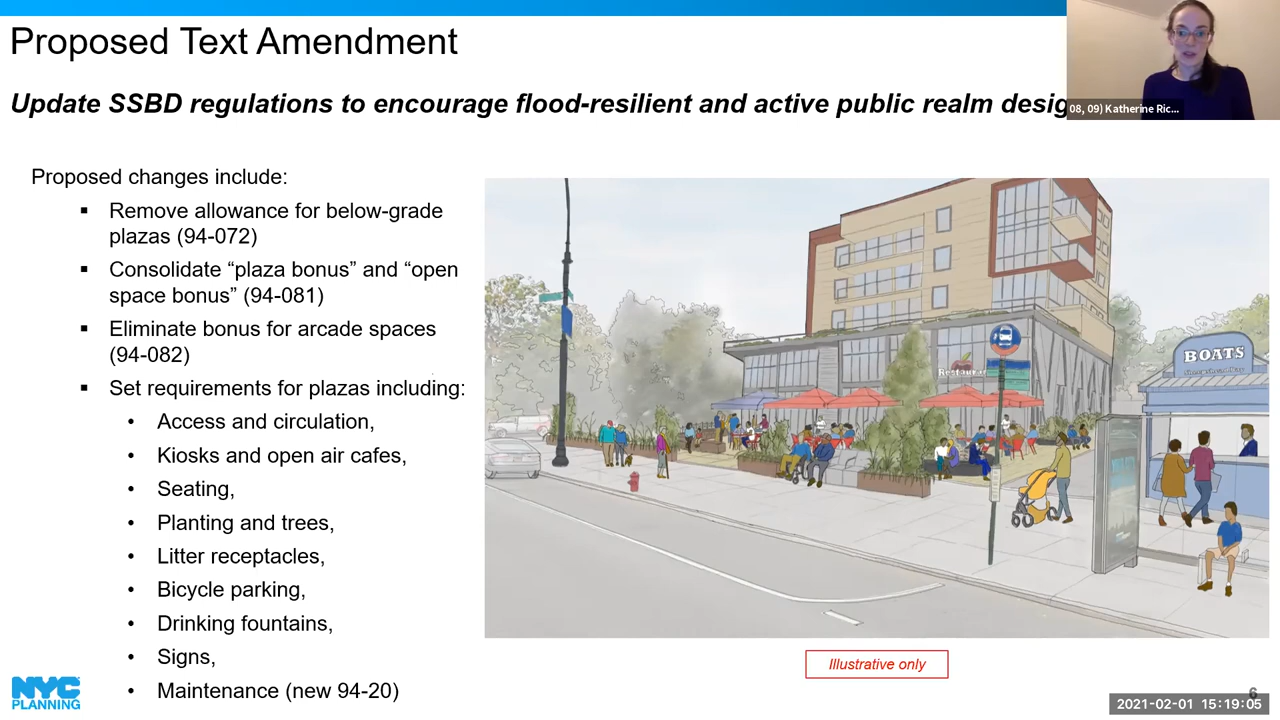 Proposed Text Amendment
Update SSBD regulations to encourage flood-resilient and active public realm desig
08, 09) Katherine Ric...
Proposed changes include:
▪ Remove allowance for below-grade
plazas (94-072)
▪ Consolidate “plaza bonus” and “open
space bonus” (94-081)
▪ Eliminate bonus for arcade spaces
(94-082)
▪ Set requirements for plazas including:
• Access and circulation,
• Kiosks and open air cafes,
• Seating,
• Planting and trees,
• Litter receptacles,
• Bicycle parking,
• Drinking fountains,
• Signs,
• Maintenance (new 94-20)
Restaurant
BOATS
Sheepshead Bay
Illustrative only
NYC
PLANNING
6
2021-02-01 15:19:05